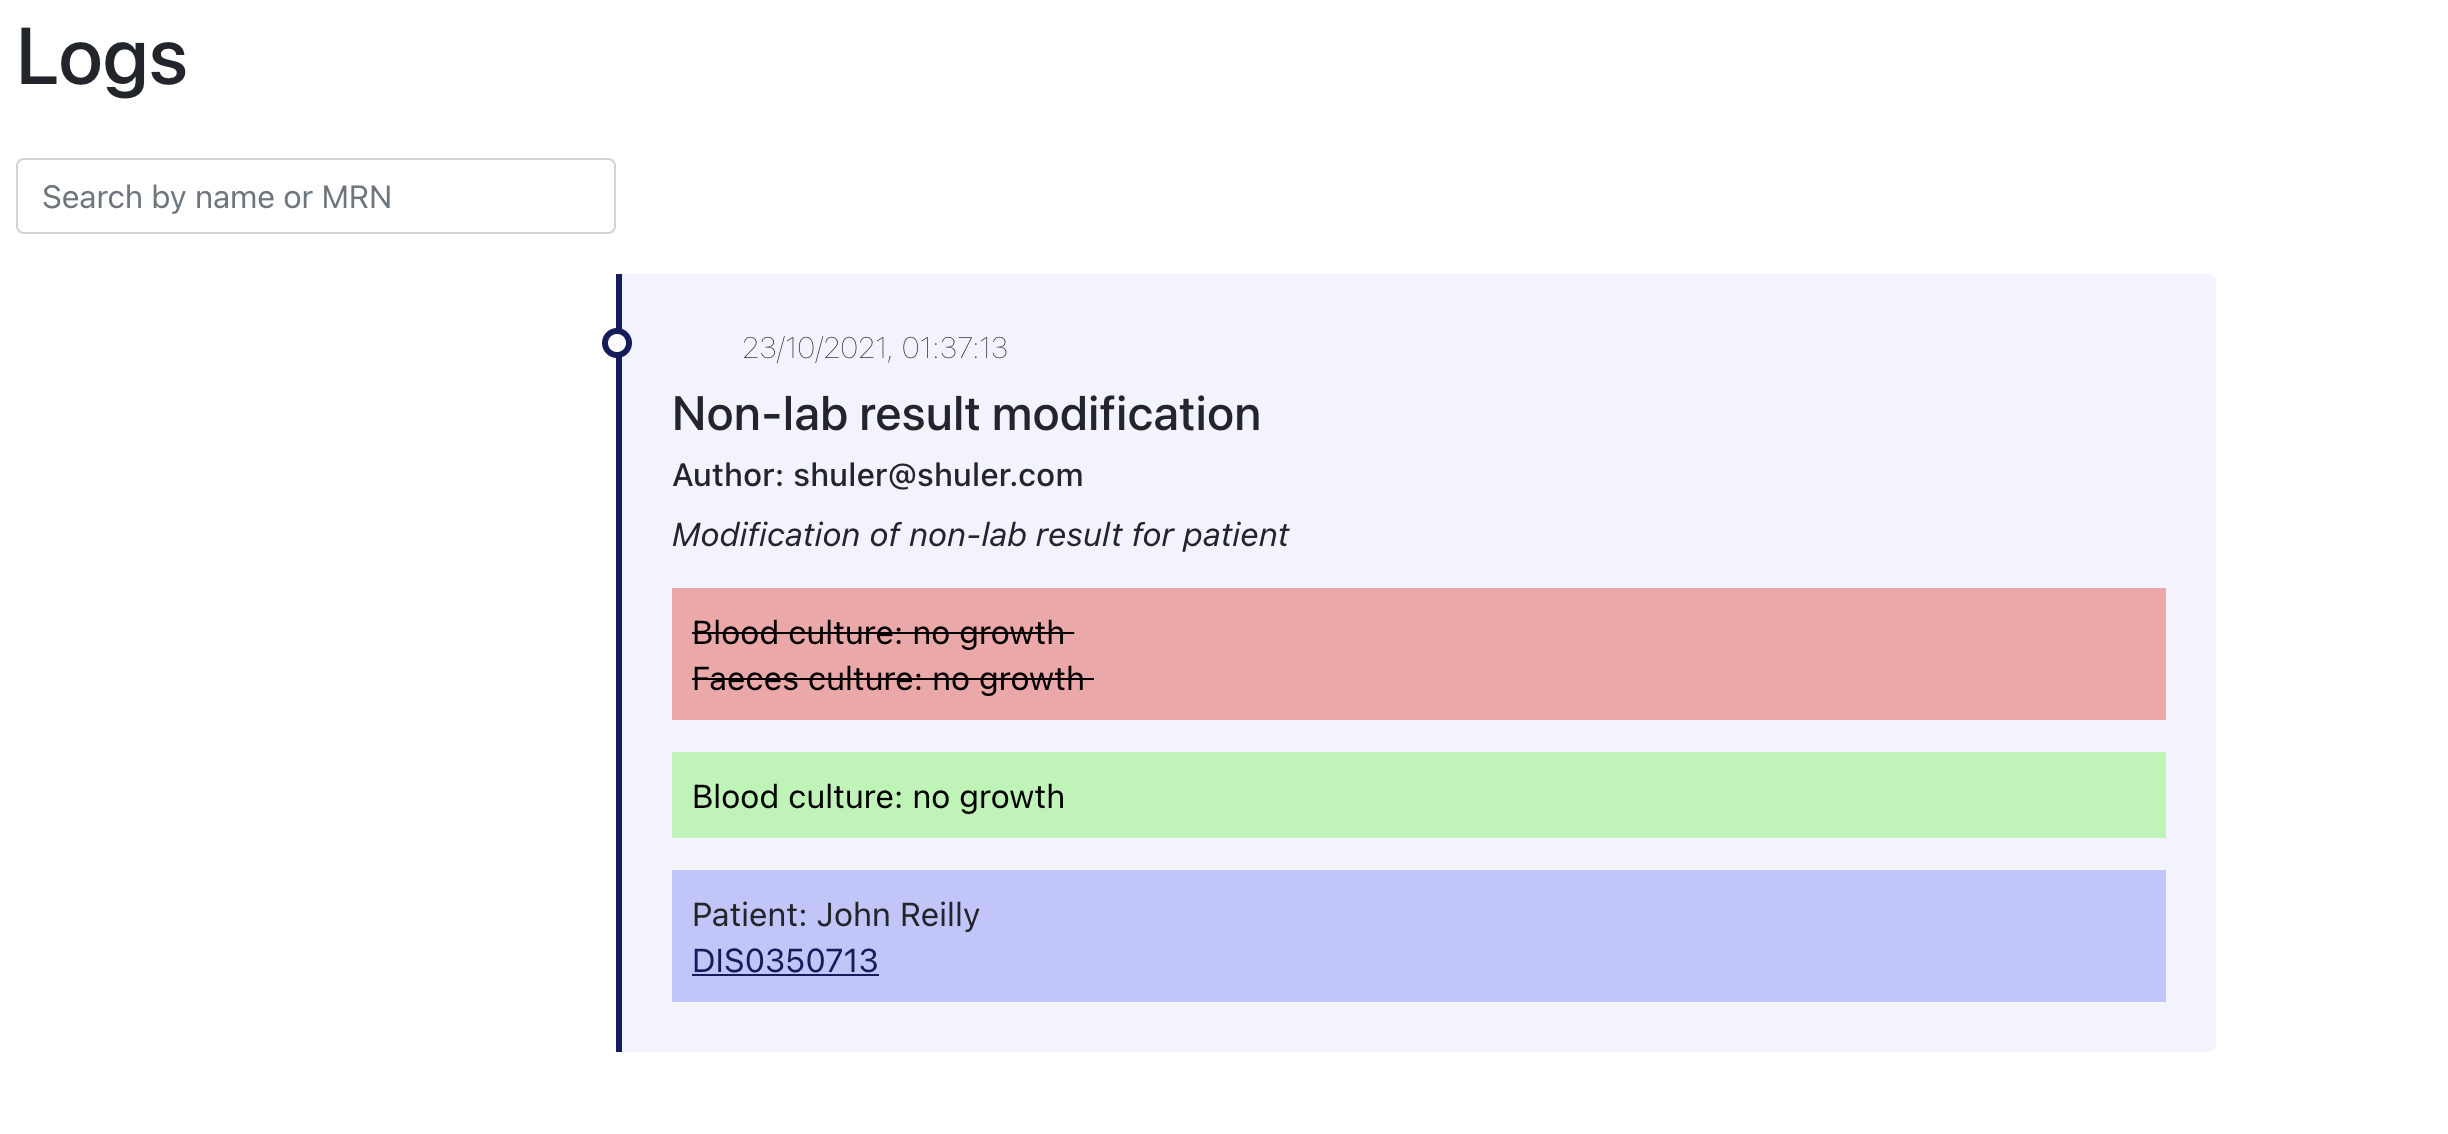 Logs
Search by name or MRN
23/10/2021, 01:37:13
Non-lab result modification
Author: shuler@shuler.com
Modification of non-lab result for patient
Blood culture: no growth
Faeces culture: no growth
Blood culture: no growth
Patient: John Reilly
DIS0350713